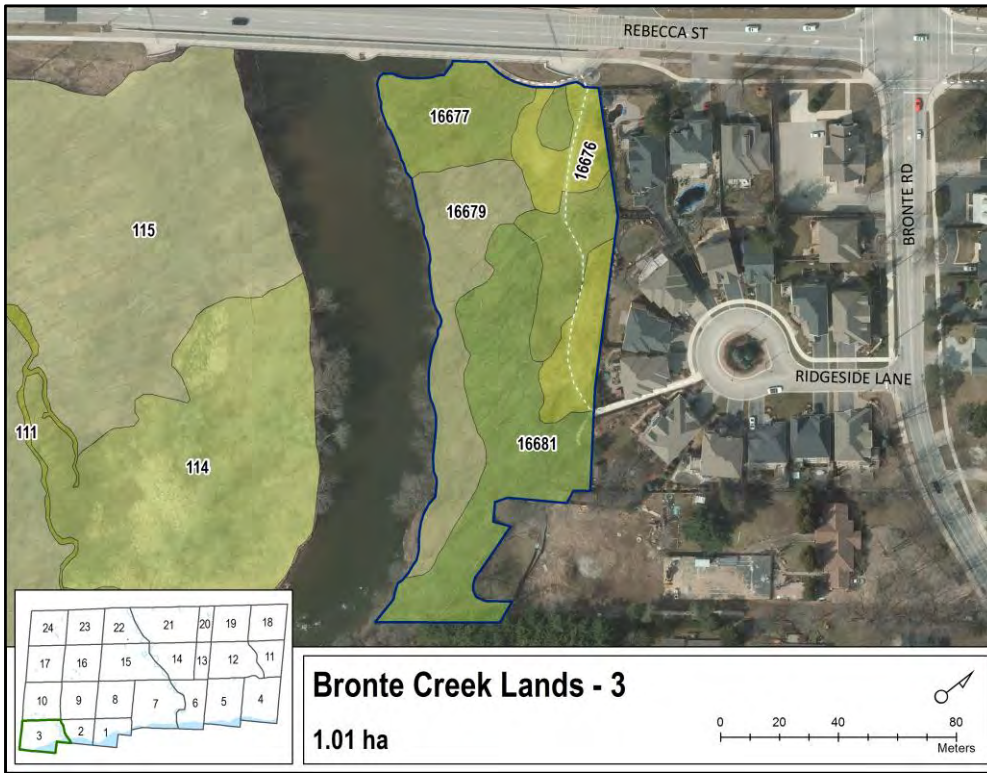 REBECCA ST
16677
16676
BRONTE RD
16679
115
RIDGESIDE LANE
111
114
16681
24 23 22 21 20 19 18
17 16 15 14 13 12 11
10 9 8 7 6 5 4
3 2 1
Bronte Creek Lands - 3
1.01 ha
0 20 40 80
Meters